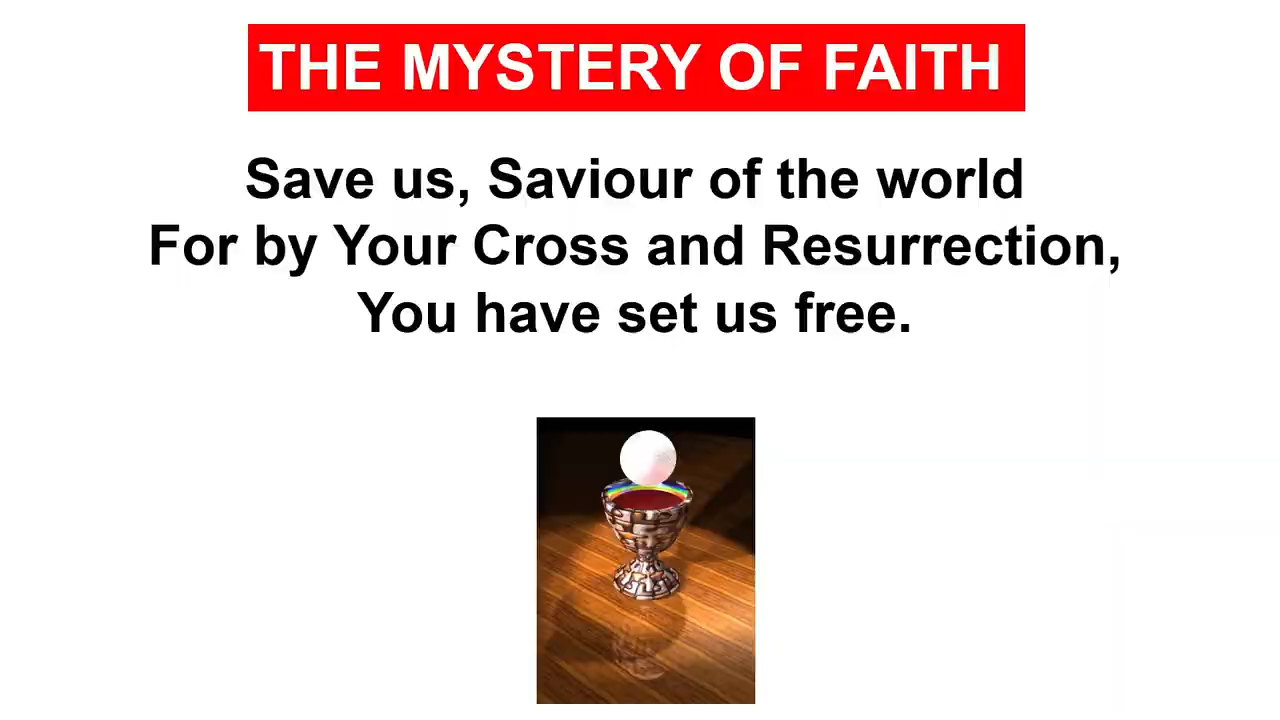 THE MYSTERY OF FAITH
Save us, Saviour of the world
For by Your Cross and Resurrection,
You have set us free.